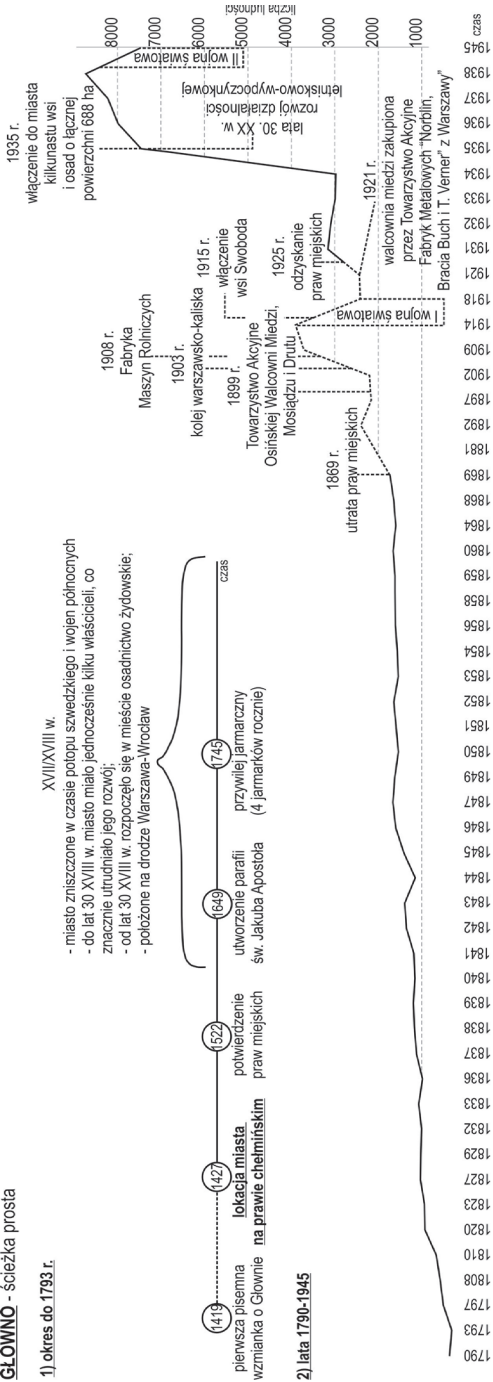 GŁOWNO - ścieżka prosta
1) okres do 1793 r.
XVII/XVIII w.
- miasto zniszczone w czasie potopu szwedzkiego i wojen północnych
- do lat 30 XVIII w. miasto miało jednocześnie kilku właścicieli, co
znacznie utrudniało jego rozwój;
- od lat 30 XVIII w. rozpoczęło się w mieście osadnictwo żydowskie;
- położone na drodze Warszawa-Wrocław
1419
1427
1522
1649
1745
czas
pierwsza pisemna
wzmianka o Głownie
lokacja miasta
na prawie chełmińskim
potwierdzenie
praw miejskich
utworzenie parafii
św. Jakuba Apostoła
przywilej jarmarczny
(4 jarmarków rocznie)
2) lata 1790-1945
1869 r.
utrata praw miejskich
1899 r.
Towarzystwo Akcyjne
Osińskiej Walcowni Miedzi,
Mosiądzu i Drutu
1903 r.
kolej warszawsko-kaliska
1908 r.
Fabryka
Maszyn Rolniczych
1915 r.
włączenie
wsi Swoboda
I wojna światowa
1921 r.
walcownia miedzi zakupiona
przez Towarzystwo Akcyjne
Fabryk Metalowych "Norblin,
Bracia Buch i T. Verner" z Warszawy"
1925 r.
odzyskanie
praw miejskich
lata 30. XX w.
rozwój działalności
letniskowo-wypoczynkowej
1935 r.
włączenie do miasta
kilkunastu wsi
i osad o łącznej
powierzchni 688 ha
II wojna światowa
liczba ludności
8000
7000
6000
5000
4000
3000
2000
1000
1790 1793 1797 1808 1810 1820 1823 1827 1829 1832 1833 1836 1837 1838 1839 1840 1841 1842 1843 1844 1845 1846 1847 1849 1850 1851 1852 1853 1854 1856 1858 1859 1860 1864 1868 1869 1881 1892 1897 1902 1909 1914 1918 1921 1931 1932 1933 1934 1935 1936 1937 1938 1945
czas